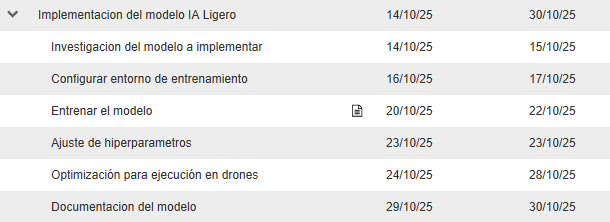 Implementacion del modelo IA Ligero 14/10/25 30/10/25
Investigacion del modelo a implementar 14/10/25 15/10/25
Configurar entorno de entrenamiento 16/10/25 17/10/25
Entrenar el modelo 20/10/25 22/10/25
Ajuste de hiperparametros 23/10/25 23/10/25
Optimización para ejecución en drones 24/10/25 28/10/25
Documentacion del modelo 29/10/25 30/10/25